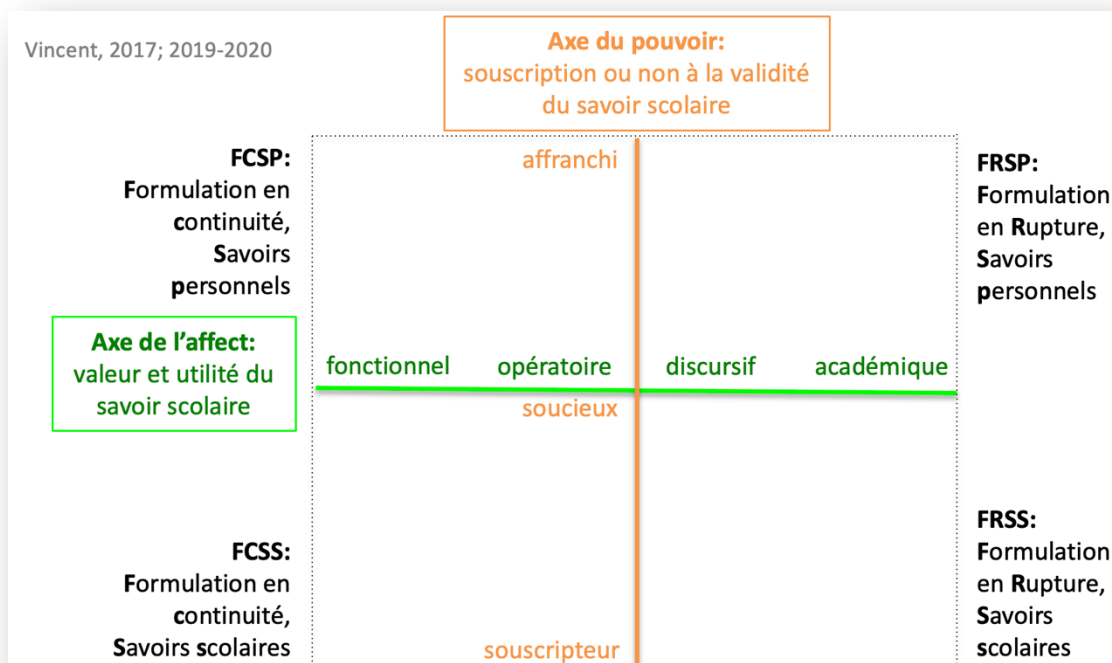 Vincent, 2017; 2019-2020
Axe du pouvoir:
souscription ou non à la validité
du savoir scolaire
FCSP:
Formulation en
continuité,
Savoirs
personnels
affranchi
FRSP:
Formulation
en Rupture,
Savoirs
personnels
Axe de l’affect:
valeur et utilité du
savoir scolaire
fonctionnel opératoire discursif académique
soucieux
FCSS:
Formulation en
continuité,
Savoirs scolaires
souscripteur
FRSS:
Formulation
en Rupture,
Savoirs
scolaires